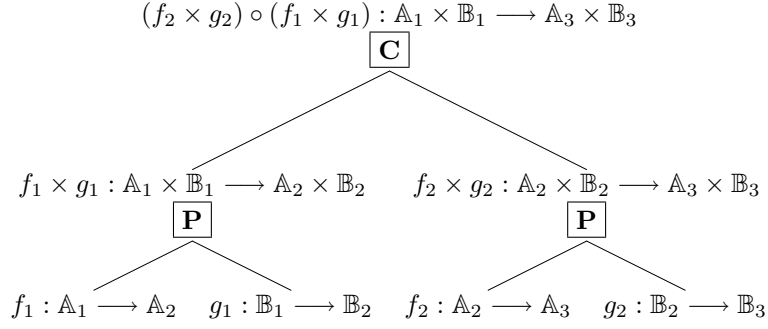 (f₂ × g₂) ∘ (f₁ × g₁) : 𝔸₁ × 𝔹₁ ⟶ 𝔸₃ × 𝔹₃
C
f₁ × g₁ : 𝔸₁ × 𝔹₁ ⟶ 𝔸₂ × 𝔹₂ f₂ × g₂ : 𝔸₂ × 𝔹₂ ⟶ 𝔸₃ × 𝔹₃
P P
f₁ : 𝔸₁ ⟶ 𝔸₂ g₁ : 𝔹₁ ⟶ 𝔹₂ f₂ : 𝔸₂ ⟶ 𝔸₃ g₂ : 𝔹₂ ⟶ 𝔹₃